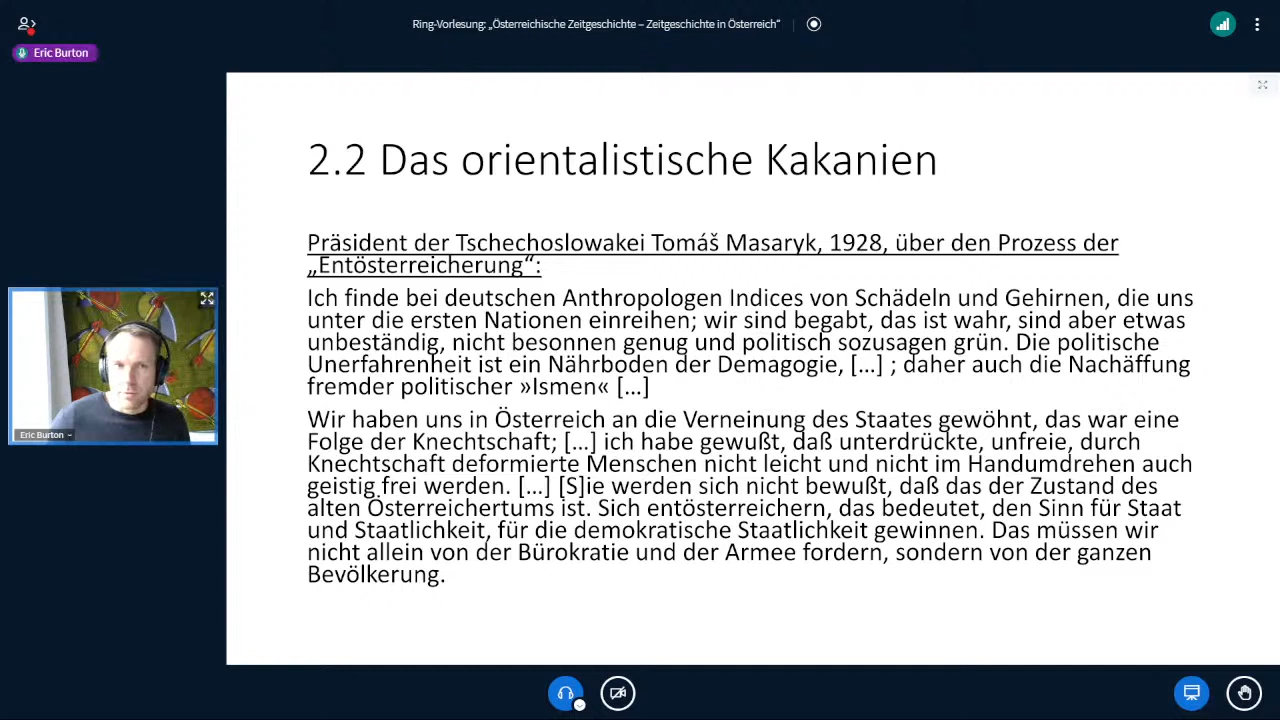 Ring-Vorlesung: „Österreichische Zeitgeschichte – Zeitgeschichte in Österreich“
Eric Burton
2.2 Das orientalistische Kakanien
Präsident der Tschechoslowakei Tomáš Masaryk, 1928, über den Prozess der
„Entösterreicherung“:
Ich finde bei deutschen Anthropologen Indices von Schädeln und Gehirnen, die uns
unter die ersten Nationen einreihen; wir sind begabt, das ist wahr, sind aber etwas
unbeständig, nicht besonnen genug und politisch sozusagen grün. Die politische
Unerfahrenheit ist ein Nährboden der Demagogie, [...] ; daher auch die Nachäffung
fremder politischer »Ismen« [...]
Wir haben uns in Österreich an die Verneinung des Staates gewöhnt, das war eine
Folge der Knechtschaft; [...] ich habe gewußt, daß unterdrückte, unfreie, durch
Knechtschaft deformierte Menschen nicht leicht und nicht im Handumdrehen auch
geistig frei werden. [...] [S]ie werden sich nicht bewußt, daß das der Zustand des
alten Österreichertums ist. Sich entösterreichern, das bedeutet, den Sinn für Staat
und Staatlichkeit, für die demokratische Staatlichkeit gewinnen. Das müssen wir
nicht allein von der Bürokratie und der Armee fordern, sondern von der ganzen
Bevölkerung.
Eric Burton